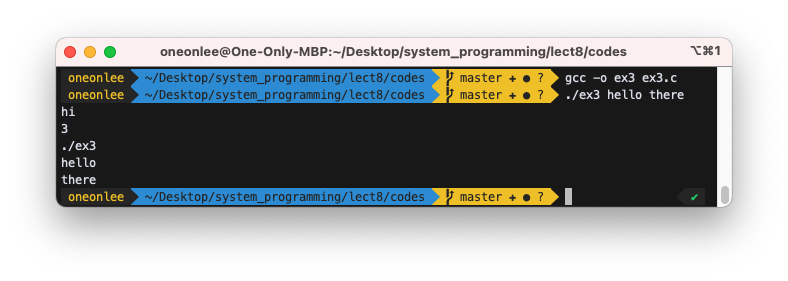 oneonlee@One-Only-MBP:~/Desktop/system_programming/lect8/codes ⌥⌘1
oneonlee ~/Desktop/system_programming/lect8/codes master + ● ? gcc -o ex3 ex3.c
oneonlee ~/Desktop/system_programming/lect8/codes master + ● ? ./ex3 hello there
hi
3
./ex3
hello
there
oneonlee ~/Desktop/system_programming/lect8/codes master + ● ? ✔